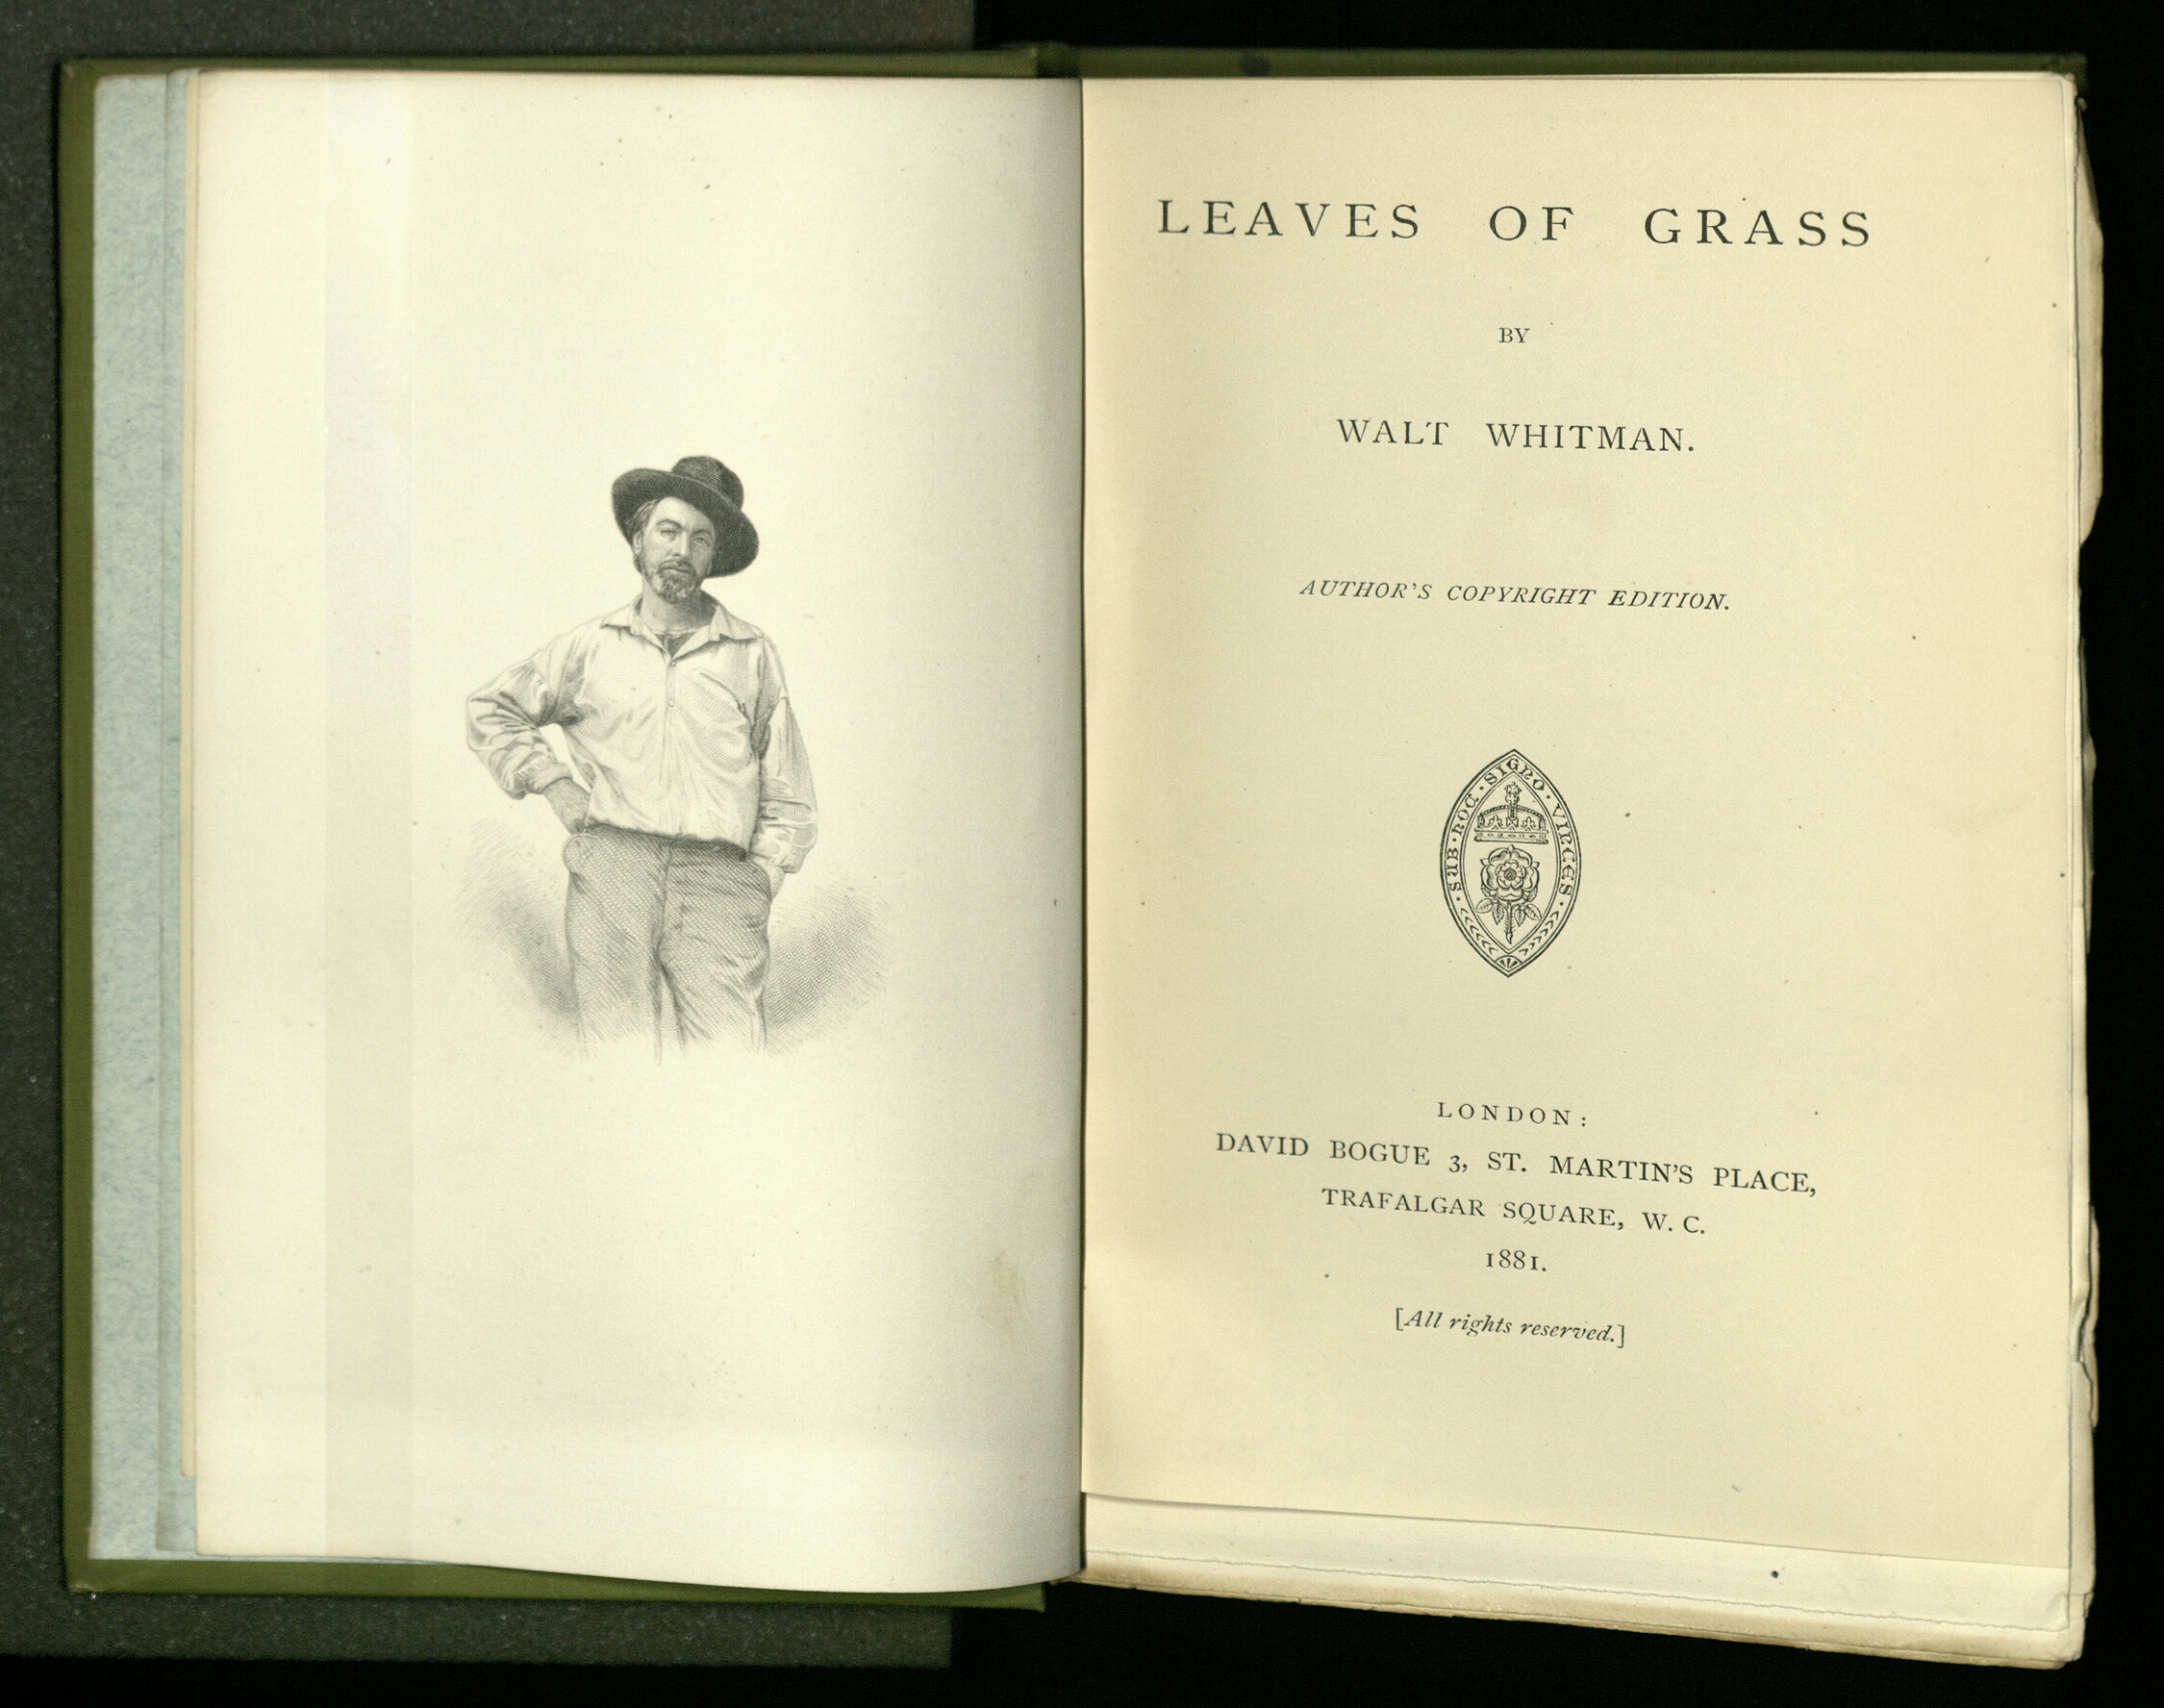 LEAVES OF GRASS
BY
WALT WHITMAN.
AUTHOR'S COPYRIGHT EDITION.
· SUB · HOC · SIGNO · VINCES ·
LONDON:
DAVID BOGUE 3, ST. MARTIN'S PLACE,
TRAFALGAR SQUARE, W. C.
1881.
[All rights reserved.]